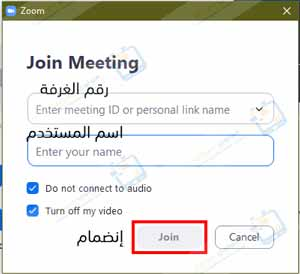 Zoom
Join Meeting
رقم الغرفة
Enter meeting ID or personal link name
اسم المستخدم
Enter your name
Do not connect to audio
Turn off my video
إنضمام Join Cancel